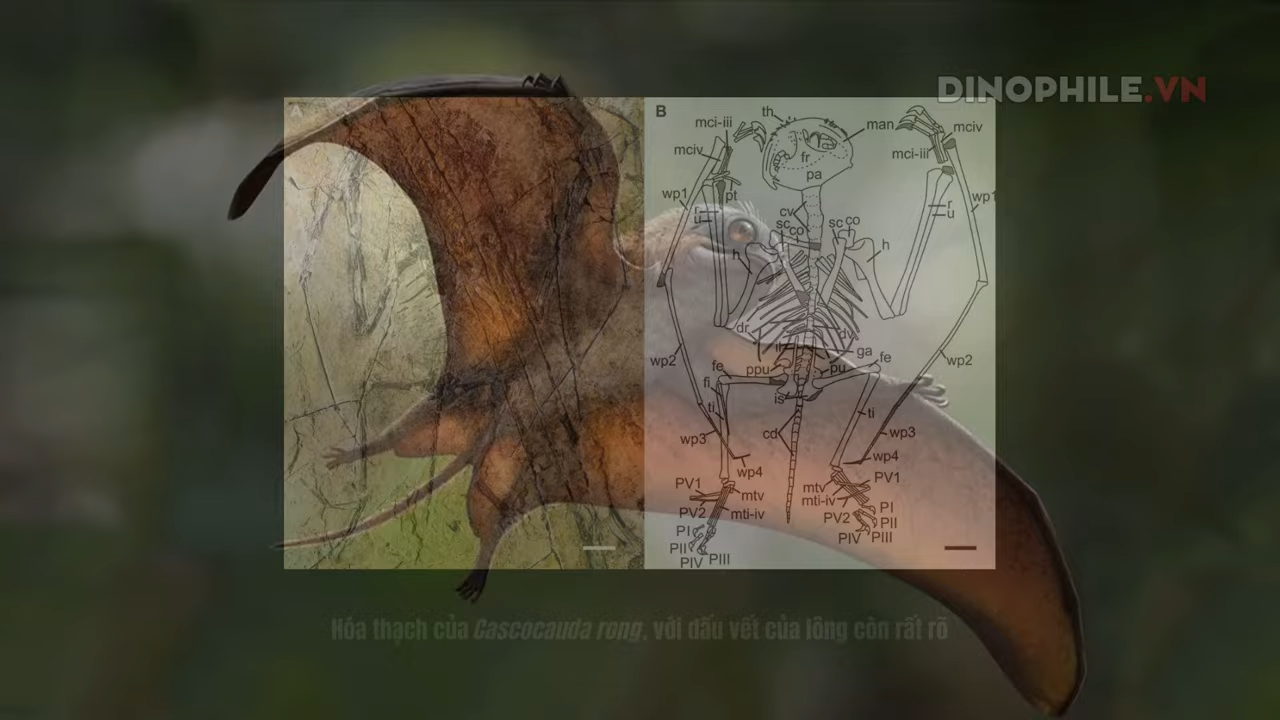 DINOPHILE.VN
A
B
th
man
mci-iii
mciv
mciv
mci-iii
fr
pa
wp1
pt
r
u
cv
sc
co
sc
co
h
h
r
u
wp1
dr
dv
il
ga
fe
ppu
pu
fe
fi
is
wp2
wp2
ti
ti
cd
wp3
wp3
wp4
wp4
PV1
mtv
mti-iv
PV2
PI
PII
PIV
PIII
PV1
mtv
mti-iv
PV2
PI
PII
PIV
PIII
Hóa thạch của Cascocauda rong, với dấu vết của lông còn rất rõ